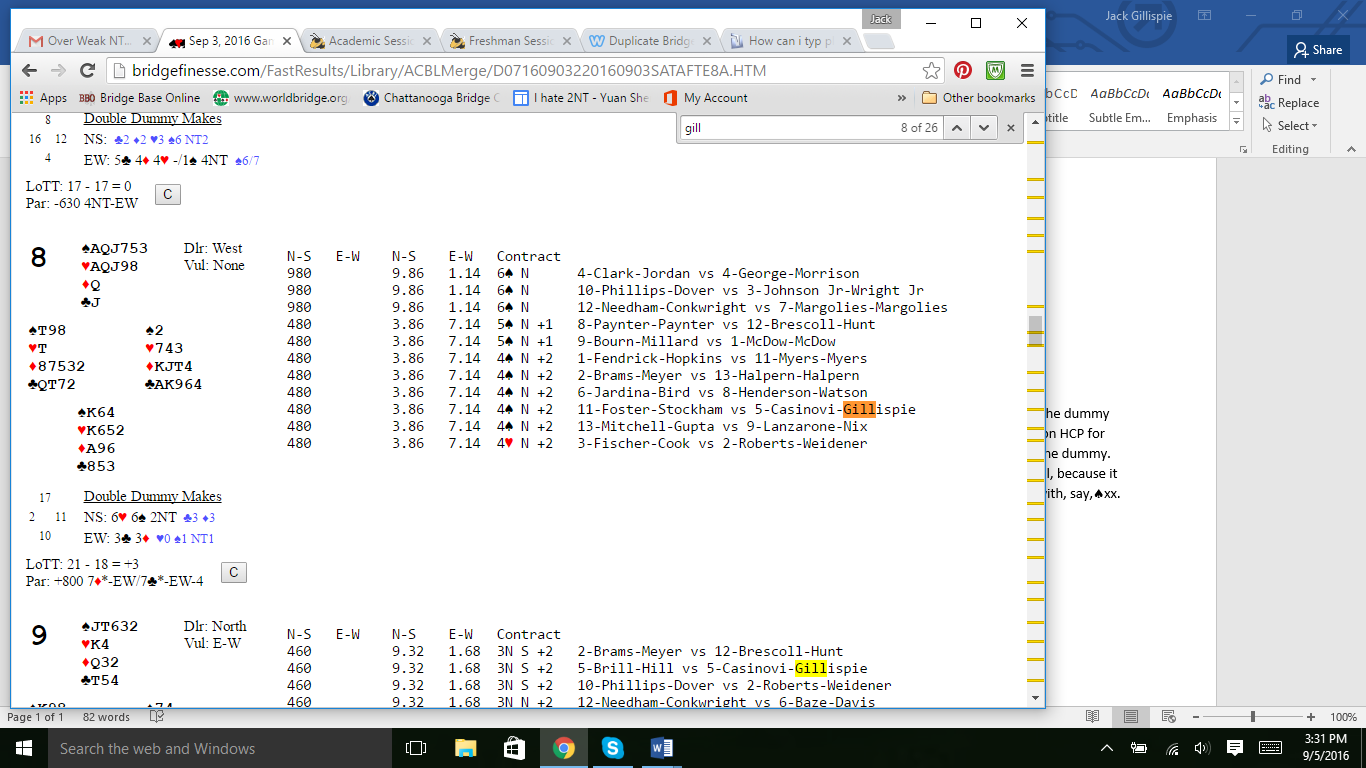 Jack Gillispie
Jack
Over Weak NT...
Sep 3, 2016 Gan
Academic Sessio
Freshman Sessio
Duplicate Bridge
How can i typ p
bridgefinesse.com/FastResults/Library/ACBLMerge/D07160903220160903SATAFTE8A.HTM
Share
Apps
BBO Bridge Base Online
www.worldbridge.org
Chattanooga Bridge C
I hate 2NT - Yuan She
My Account
»
Other bookmarks
gill 8 of 26
AaBbCcDc AaBbCcDc
Subtle Em... Emphasis
Find
Replace
Select
Editing
8 Double Dummy Makes
16 12 NS: ♣2 ♦2 ♥3 ♠6 NT2
4 EW: 5♣ 4♦ 4♥ -/1♠ 4NT ♠6/7
LoTT: 17 - 17 = 0
Par: -630 4NT-EW
C
8
♠AQJ753 Dlr: West
♥AQJ98 Vul: None
♦Q
♣J
♠T98 ♠2
♥T ♥743
♦87532 ♦KJT4
♣QT72 ♣AK964
♠K64
♥K652
♦A96
♣853
N-S E-W N-S E-W Contract
980 9.86 1.14 6♠ N 4-Clark-Jordan vs 4-George-Morrison
980 9.86 1.14 6♠ N 10-Phillips-Dover vs 3-Johnson Jr-Wright Jr
980 9.86 1.14 6♠ N 12-Needham-Conkwright vs 7-Margolies-Margolies
480 3.86 7.14 5♠ N +1 8-Paynter-Paynter vs 12-Brescoll-Hunt
480 3.86 7.14 5♠ N +1 9-Bourn-Millard vs 1-McDow-McDow
480 3.86 7.14 4♠ N +2 1-Fendrick-Hopkins vs 11-Myers-Myers
480 3.86 7.14 4♠ N +2 2-Brams-Meyer vs 13-Halpern-Halpern
480 3.86 7.14 4♠ N +2 6-Jardina-Bird vs 8-Henderson-Watson
480 3.86 7.14 4♠ N +2 11-Foster-Stockham vs 5-Casinovi-Gillispie
480 3.86 7.14 4♠ N +2 13-Mitchell-Gupta vs 9-Lanzarone-Nix
480 3.86 7.14 4♥ N +2 3-Fischer-Cook vs 2-Roberts-Weidener
17 Double Dummy Makes
2 11 NS: 6♥ 6♠ 2NT ♣3 ♦3
10 EW: 3♣ 3♦ ♥0 ♠1 NT1
LoTT: 21 - 18 = +3
Par: +800 7♦*-EW/7♣*-EW-4
C
9
♠JT632 Dlr: North
♥K4 Vul: E-W
♦Q32
♣T54
♠K98 ♠74
N-S E-W N-S E-W Contract
460 9.32 1.68 3N S +2 2-Brams-Meyer vs 12-Brescoll-Hunt
460 9.32 1.68 3N S +2 5-Brill-Hill vs 5-Casinovi-Gillispie
460 9.32 1.68 3N S +2 10-Phillips-Dover vs 2-Roberts-Weidener
460 9.32 1.68 3N N +2 12-Needham-Conkwright vs 6-Baze-Davis
he dummy
on HCP for
he dummy.
l, because it
ith, say,♠xx.
Page 1 of 1 82 words
100%
Search the web and Windows
3:31 PM
9/5/2016